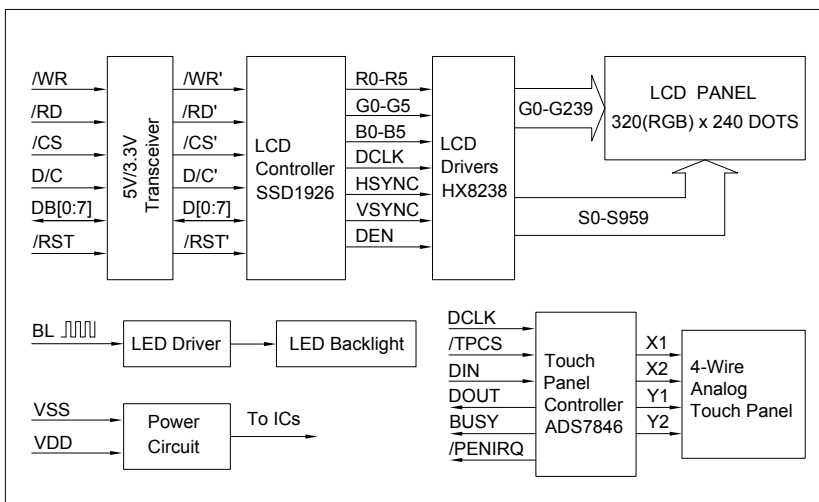 /WR
/RD
/CS
D/C
DB[0:7]
/RST
5V/3.3V
Transceiver
/WR'
/RD'
/CS'
D/C'
D[0:7]
/RST'
LCD
Controller
SSD1926
R0-R5
G0-G5
B0-B5
DCLK
HSYNC
VSYNC
DEN
LCD
Drivers
HX8238
G0-G239
S0-S959
LCD PANEL
320(RGB) x 240 DOTS
BL
LED Driver
LED Backlight
VSS
VDD
Power
Circuit
To ICs
DCLK
/TPCS
DIN
DOUT
BUSY
/PENIRQ
Touch
Panel
Controller
ADS7846
X1
X2
Y1
Y2
4-Wire
Analog
Touch Panel